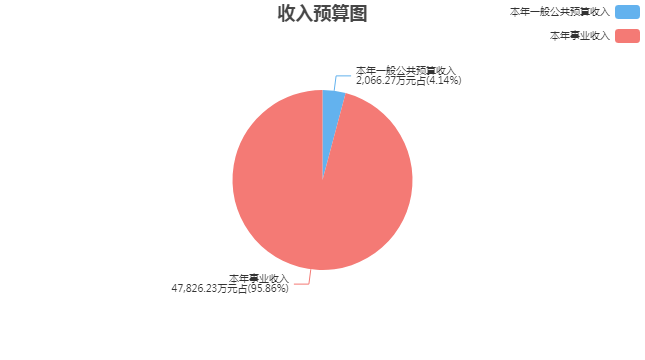 收入预算图
本年一般公共预算收入
本年事业收入
本年一般公共预算收入
2,066.27万元占(4.14%)
本年事业收入
47,826.23万元占(95.86%)